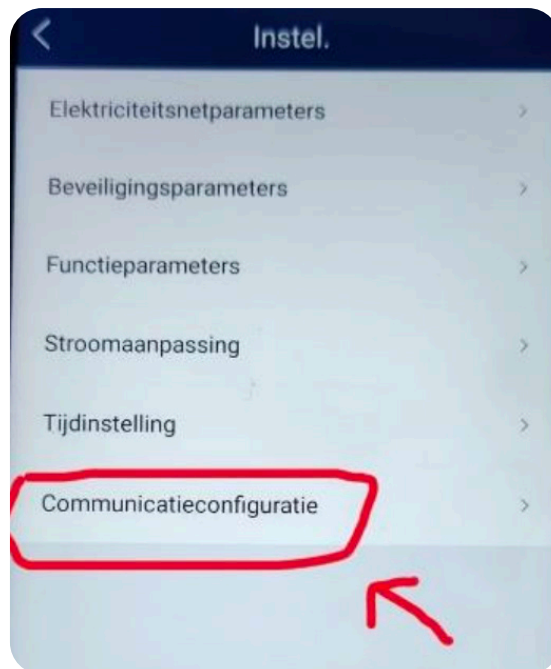 Instel.
Elektriciteitsnetparameters
Beveiligingsparameters
Functieparameters
Stroomaanpassing
Tijdinstelling
Communicatieconfiguratie